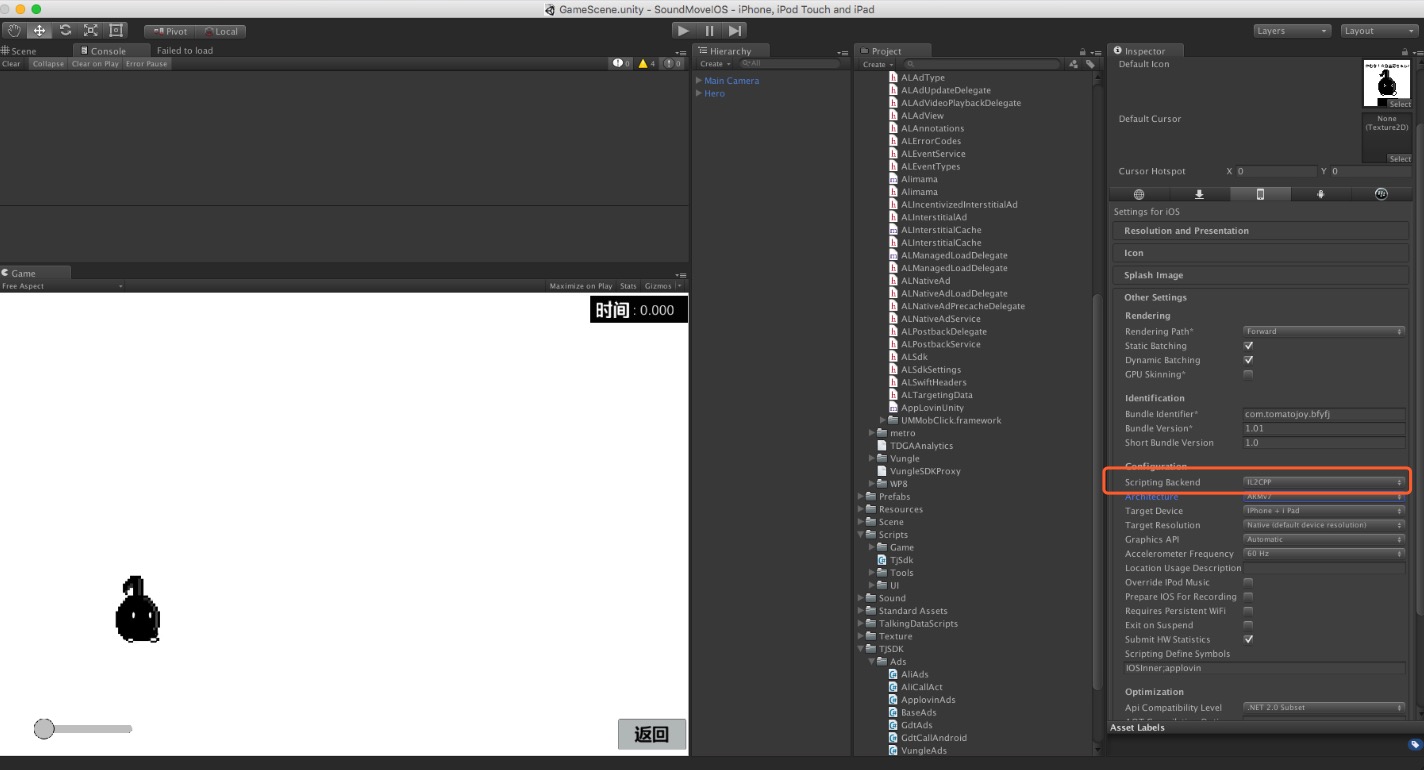 GameScene.unity - SoundMoveIOS - iPhone, iPod Touch and iPad
Pivot Local
Layers Layout
Scene Console Failed to load
Clear Collapse Clear on Play Error Pause 0 4 0
Game
Free Aspect Maximize on Play Stats Gizmos
时间 : 0.000
返回
Hierarchy
Create All
Main Camera
Hero
Project
Create
ALAdType
ALAdUpdateDelegate
ALAdVideoPlaybackDelegate
ALAdView
ALAnnotations
ALErrorCodes
ALEventService
ALEventTypes
Alimama
Alimama
ALIncentivizedInterstitialAd
ALInterstitialAd
ALInterstitialCache
ALInterstitialCache
ALManagedLoadDelegate
ALManagedLoadDelegate
ALNativeAd
ALNativeAdLoadDelegate
ALNativeAdPrecacheDelegate
ALNativeAdService
ALPostbackDelegate
ALPostbackService
ALSdk
ALSdkSettings
ALSwiftHeaders
ALTargetingData
AppLovinUnity
UMMobClick.framework
metro
TDGAAnalytics
Vungle
VungleSDKProxy
WP8
Prefabs
Resources
Scene
Scripts
Game
TjSdk
Tools
UI
Sound
Standard Assets
TalkingDataScripts
Texture
TJSDK
Ads
AliAds
AliCallAct
ApplovinAds
BaseAds
GdtAds
GdtCallAndroid
VungleAds
Inspector
Default Icon
Select
Default Cursor
None
(Texture2D)
Select
Cursor Hotspot X 0 Y 0
Settings for iOS
Resolution and Presentation
Icon
Splash Image
Other Settings
Rendering
Rendering Path* Forward
Static Batching
Dynamic Batching
GPU Skinning*
Identification
Bundle Identifier* com.tomatojoy.bfyfj
Bundle Version* 1.01
Short Bundle Version 1.0
Configuration
Scripting Backend IL2CPP
Architecture ARMv7
Target Device iPhone + iPad
Target Resolution Native (default device resolution)
Graphics API Automatic
Accelerometer Frequency 60 Hz
Location Usage Description
Override iPod Music
Prepare iOS For Recording
Requires Persistent WiFi
Exit on Suspend
Submit HW Statistics
Scripting Define Symbols
IOSInner;applovin
Optimization
Api Compatibility Level .NET 2.0 Subset
Asset Labels